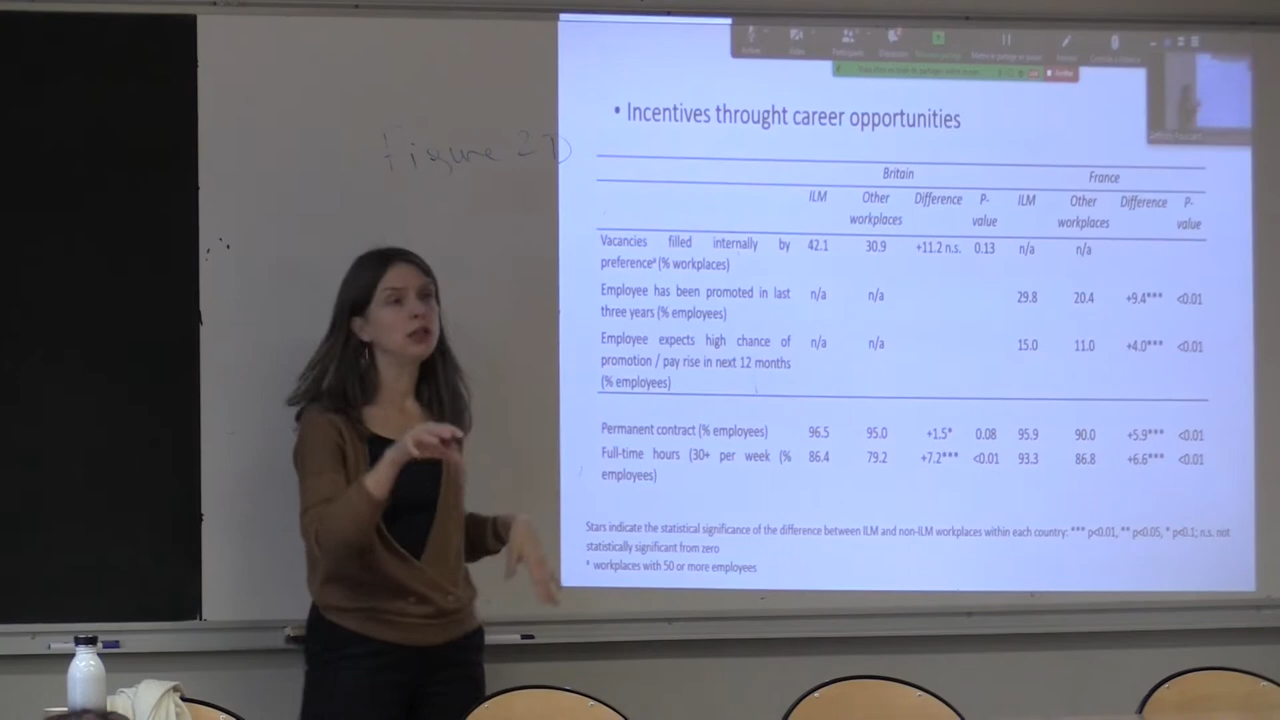 • Incentives throught career opportunities
Figure 2D
Britain France
ILM Other workplaces Difference P-value ILM Other workplaces Difference P-value
Vacancies filled internally by preferenceª (% workplaces) 42.1 30.9 +11.2 n.s. 0.13 n/a n/a
Employee has been promoted in last three years (% employees) n/a n/a 29.8 20.4 +9.4*** <0.01
Employee expects high chance of promotion / pay rise in next 12 months (% employees) n/a n/a 15.0 11.0 +4.0*** <0.01
Permanent contract (% employees) 96.5 95.0 +1.5* 0.08 95.9 90.0 +5.9*** <0.01
Full-time hours (30+ per week (% employees) 86.4 79.2 +7.2*** <0.01 93.3 86.8 +6.6*** <0.01
Stars indicate the statistical significance of the difference between ILM and non-ILM workplaces within each country: *** p<0.01, ** p<0.05, * p<0.1; n.s. not
statistically significant from zero
ª workplaces with 50 or more employees